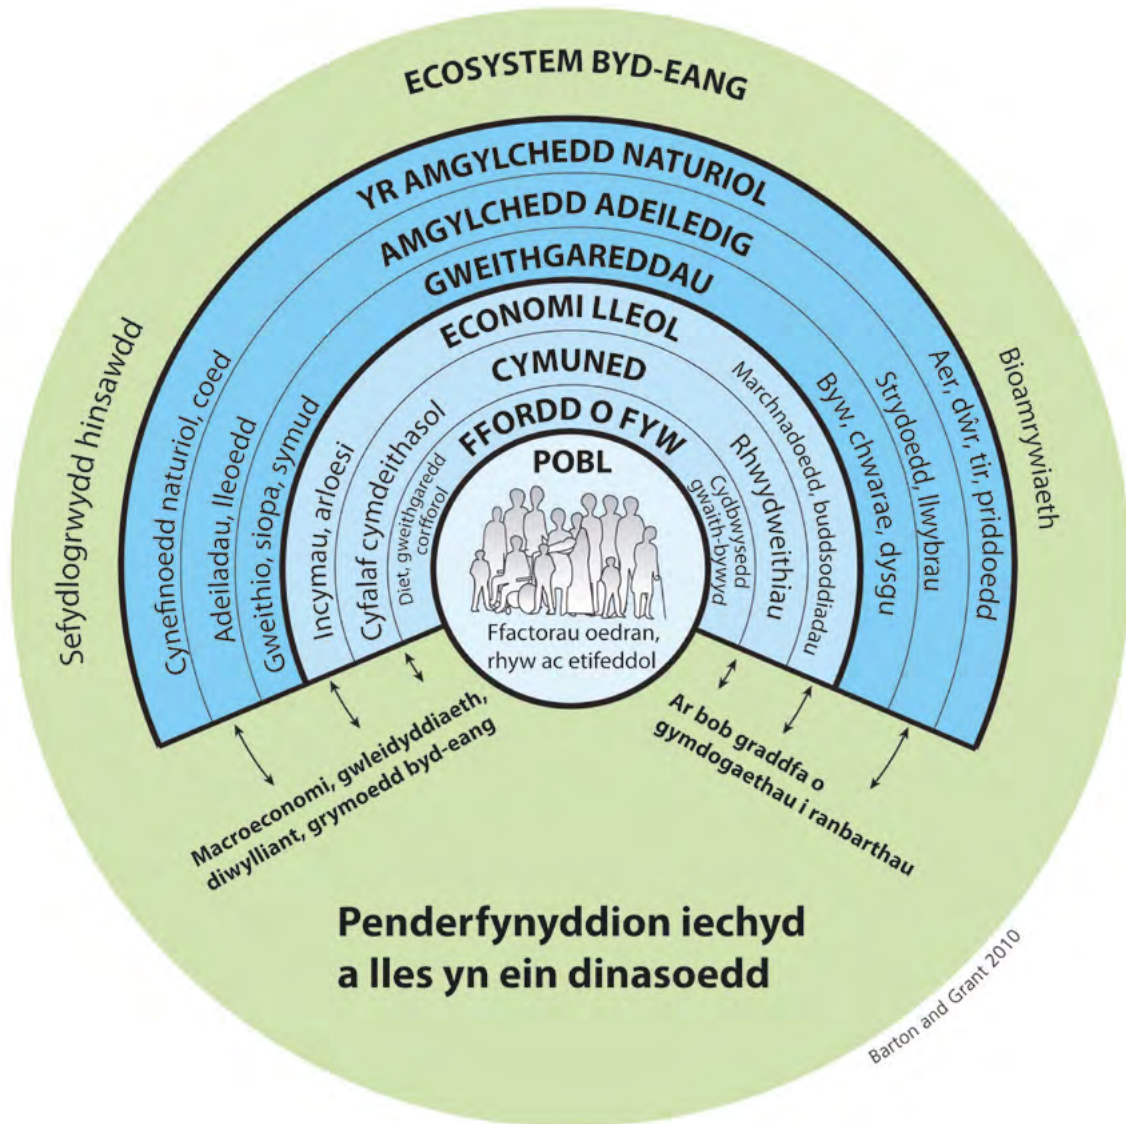 ECOSYSTEM BYD-EANG
YR AMGYLCHEDD NATURIOL
AMGYLCHEDD ADEILEDIG
GWEITHGAREDDAU
ECONOMI LLEOL
CYMUNED
FFORDD O FYW
POBL
Ffactorau oedran,
rhyw ac etifeddol
Sefydlogrwydd hinsawdd
Cynefinoedd naturiol, coed
Adeiladau, lleoedd
Gweithio, siopa, symud
Incymau, arloesi
Cyfalaf cymdeithasol
Diet, gweithgaredd
corfforol
Cydbwysedd
gwaith-bywyd
Rhwydweithiau
Marchnadoedd, buddsoddiadau
Byw, chwarae, dysgu
Strydoedd, llwybrau
Aer, dŵr, tir, priddoedd
Bioamrywiaeth
Macroeconomi, gwleidyddiaeth,
diwylliant, grymoedd byd-eang
Ar bob graddfa o
gymdogaethau i ranbarthau
Penderfynyddion iechyd
a lles yn ein dinasoedd
Barton and Grant 2010